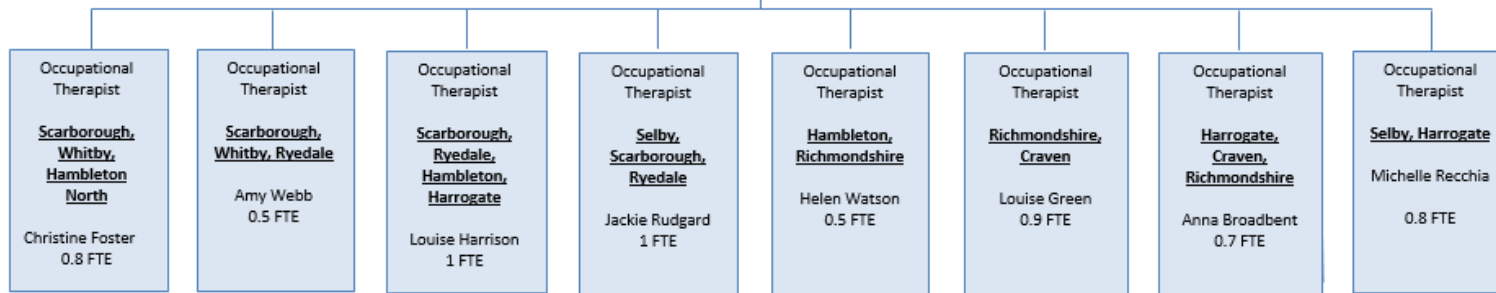 Occupational
Therapist
Scarborough,
Whitby,
Hambleton
North
Christine Foster
0.8 FTE
Occupational
Therapist
Scarborough,
Whitby, Ryedale
Amy Webb
0.5 FTE
Occupational
Therapist
Scarborough,
Ryedale,
Hambleton,
Harrogate
Louise Harrison
1 FTE
Occupational
Therapist
Selby,
Scarborough,
Ryedale
Jackie Rudgard
1 FTE
Occupational
Therapist
Hambleton,
Richmondshire
Helen Watson
0.5 FTE
Occupational
Therapist
Richmondshire,
Craven
Louise Green
0.9 FTE
Occupational
Therapist
Harrogate,
Craven,
Richmondshire
Anna Broadbent
0.7 FTE
Occupational
Therapist
Selby, Harrogate
Michelle Recchia
0.8 FTE